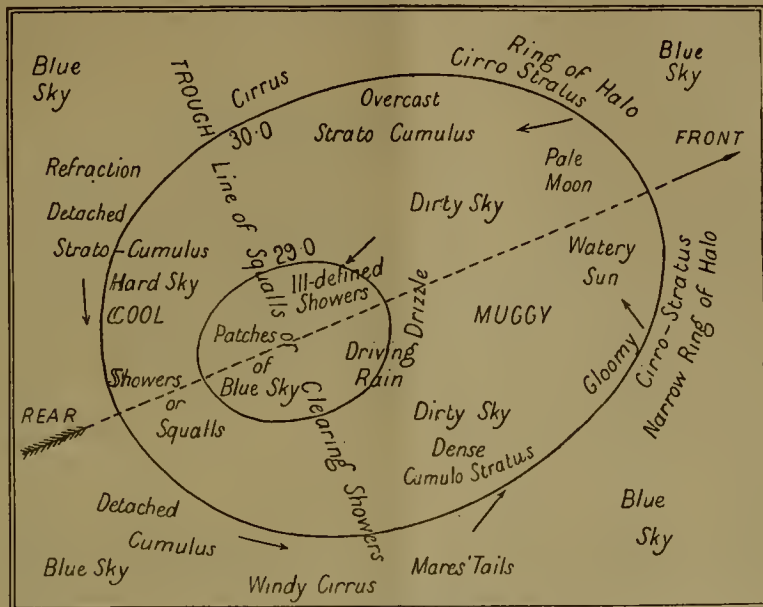 Blue
Sky
TROUGH Line of Squalls or Clearing Showers
Cirrus
30·0
Overcast
Strato Cumulus
Ring of Halo
Cirro Stratus
Blue
Sky
FRONT
Pale
Moon
Refraction
Detached
Strato-Cumulus
Hard Sky
COOL
Dirty Sky
29·0
Ill-defined
Showers
Watery
Sun
Drizzle
MUGGY
Patches
of
Blue Sky
Driving
Rain
Gloomy
Cirro-Stratus
Narrow Ring of Halo
Showers
or
Squalls
REAR
Dirty Sky
Dense
Cumulo Stratus
Detached
Cumulus
Blue
Sky
Blue Sky
Windy Cirrus
Mares' Tails